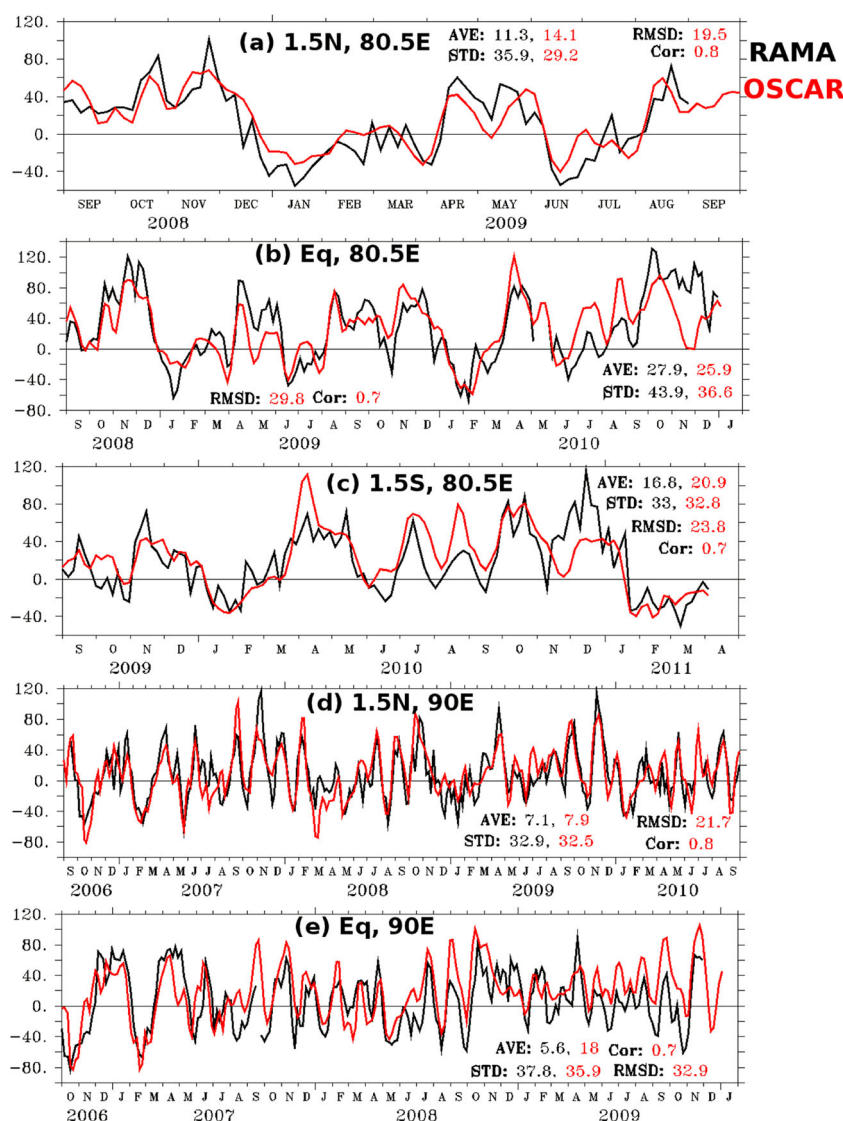 120.
80.
40.
0.
−40.
(a) 1.5N, 80.5E
AVE: 11.3, 14.1
STD: 35.9, 29.2
RMSD: 19.5
Cor: 0.8
RAMA
OSCAR
SEP OCT NOV DEC JAN FEB MAR APR MAY JUN JUL AUG SEP
2008 2009
120.
80.
40.
0.
−40.
−80.
(b) Eq, 80.5E
RMSD: 29.8 Cor: 0.7
AVE: 27.9, 25.9
STD: 43.9, 36.6
S O N D J F M A M J J A S O N D J F M A M J J A S O N D J
2008 2009 2010
120.
80.
40.
0.
−40.
(c) 1.5S, 80.5E
AVE: 16.8, 20.9
STD: 33, 32.8
RMSD: 23.8
Cor: 0.7
S O N D J F M A M J J A S O N D J F M A
2009 2010 2011
120.
80.
40.
0.
−40.
−80.
(d) 1.5N, 90E
AVE: 7.1, 7.9
STD: 32.9, 32.5
RMSD: 21.7
Cor: 0.8
S O N D J F M A M J J A S O N D J F M A M J J A S O N D J F M A M J J A S O N D J F M A M J J A S
2006 2007 2008 2009 2010
120.
80.
40.
0.
−40.
−80.
(e) Eq, 90E
AVE: 5.6, 18 Cor: 0.7
STD: 37.8, 35.9 RMSD: 32.9
O N D J F M A M J J A S O N D J F M A M J J A S O N D J F M A M J J A S O N D J
2006 2007 2008 2009